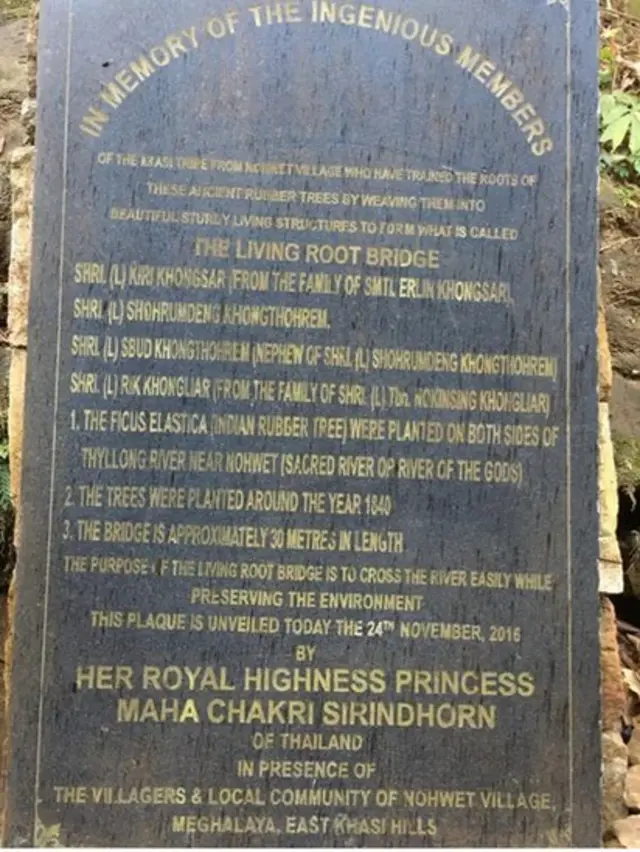 IN MEMORY OF THE INGENIOUS MEMBERS
OF THE KHASI TRIBE FROM NOHWET VILLAGE WHO HAVE TRAINED THE ROOTS OF
THESE ANCIENT RUBBER TREES BY WEAVING THEM INTO
BEAUTIFUL STURDY LIVING STRUCTURES TO FORM WHAT IS CALLED
THE LIVING ROOT BRIDGE
SHRI. (L) KIRI KHONGSAR (FROM THE FAMILY OF SMTI. ERLIN KHONGSAR).
SHRI. (L) SHOHRUMDENG KHONGTHOHREM.
SHRI. (L) SBUD KHONGTHOHREM (NEPHEW OF SHRI. (L) SHOHRUMDENG KHONGTHOHREM)
SHRI. (L) RIK KHONGLIAR (FROM THE FAMILY OF SHRI. (L) NOKINSING KHONGLIAR)
1. THE FICUS ELASTICA (INDIAN RUBBER TREE) WERE PLANTED ON BOTH SIDES OF
THYLLONG RIVER NEAR NOHWET (SACRED RIVER OR RIVER OF THE GODS)
2. THE TREES WERE PLANTED AROUND THE YEAR 1840
3. THE BRIDGE IS APPROXIMATELY 30 METRES IN LENGTH
THE PURPOSE OF THE LIVING ROOT BRIDGE IS TO CROSS THE RIVER EASILY WHILE
PRESERVING THE ENVIRONMENT
THIS PLAQUE IS UNVEILED TODAY THE 24TH NOVEMBER, 2016
BY
HER ROYAL HIGHNESS PRINCESS
MAHA CHAKRI SIRINDHORN
OF THAILAND
IN PRESENCE OF
THE VILLAGERS & LOCAL COMMUNITY OF NOHWET VILLAGE,
MEGHALAYA, EAST KHASI HILLS